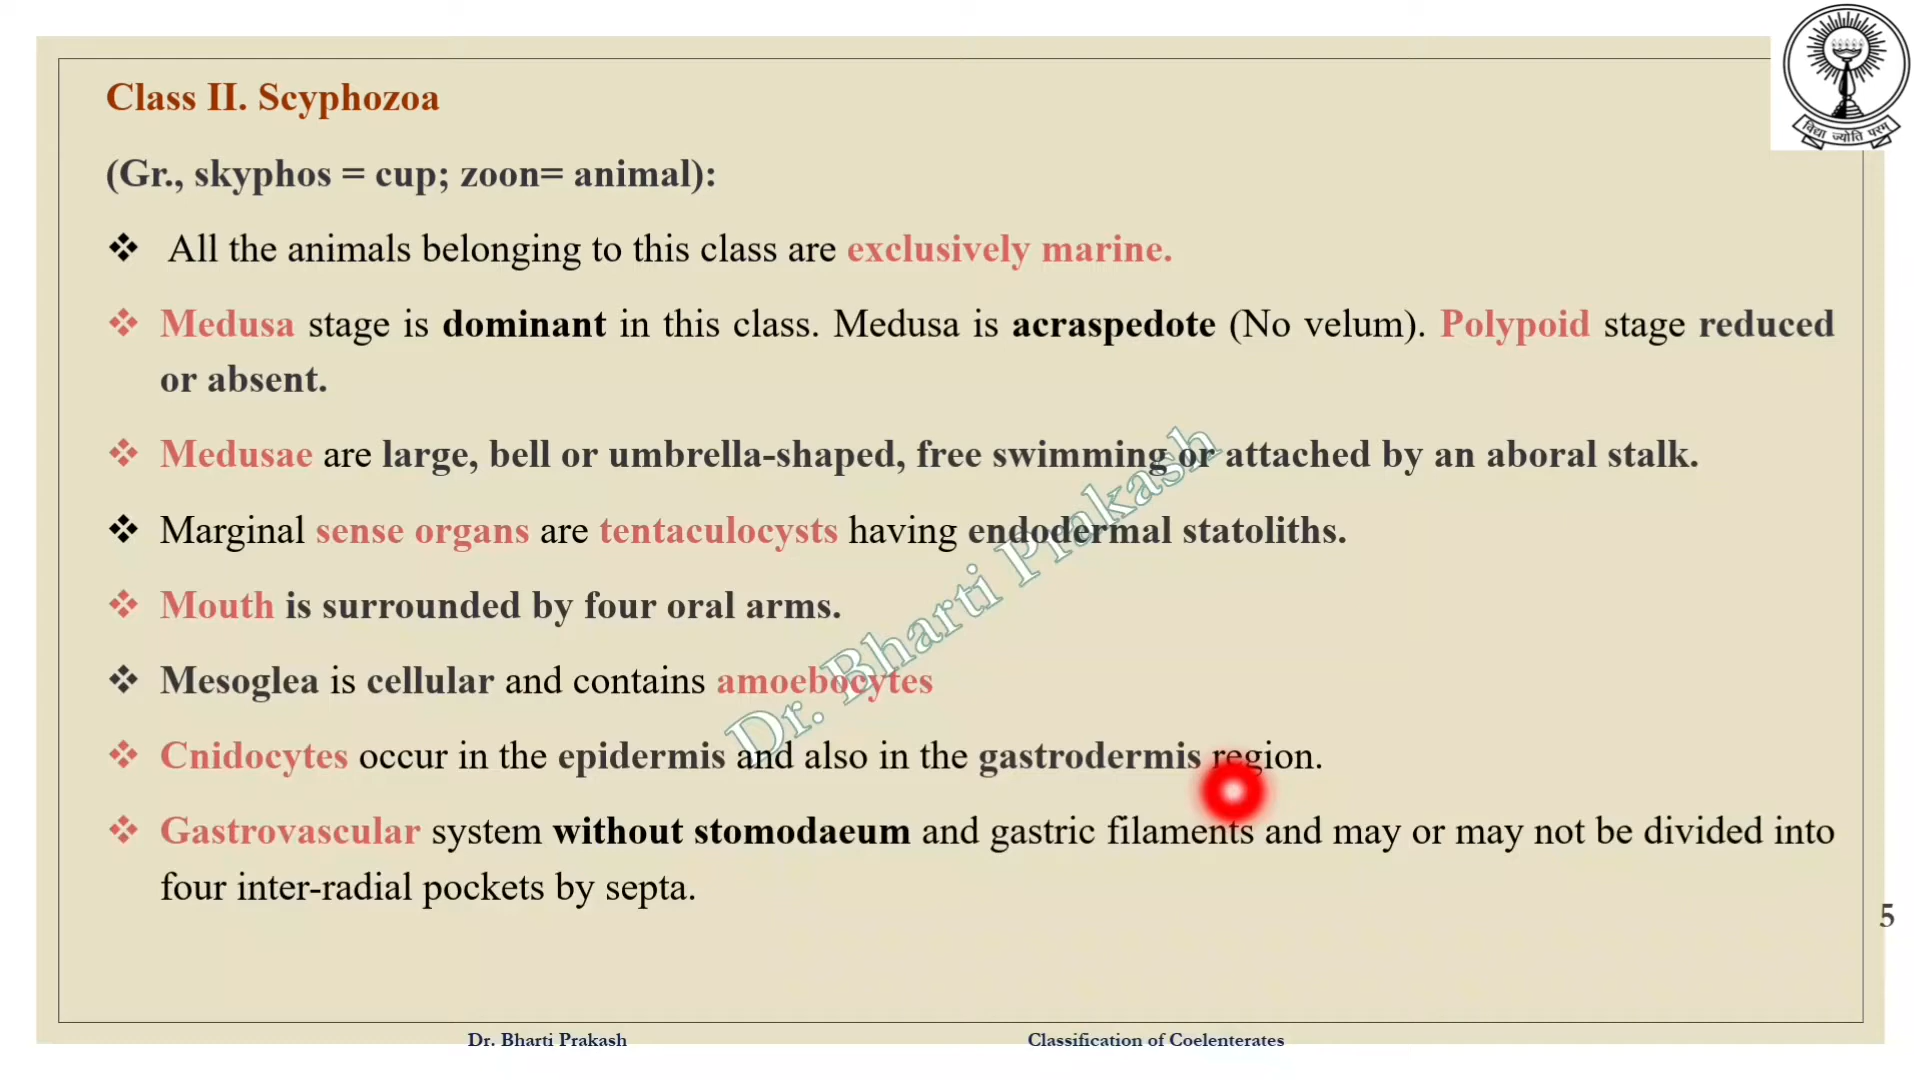 Class II. Scyphozoa
(Gr., skyphos = cup; zoon= animal):
❖ All the animals belonging to this class are exclusively marine.
❖ Medusa stage is dominant in this class. Medusa is acraspedote (No velum). Polypoid stage reduced
or absent.
❖ Medusae are large, bell or umbrella-shaped, free swimming or attached by an aboral stalk.
❖ Marginal sense organs are tentaculocysts having endodermal statoliths.
❖ Mouth is surrounded by four oral arms.
❖ Mesoglea is cellular and contains amoebocytes
❖ Cnidocytes occur in the epidermis and also in the gastrodermis region.
❖ Gastrovascular system without stomodaeum and gastric filaments and may or may not be divided into
four inter-radial pockets by septa.
Dr. Bharti Prakash
विद्या ज्योति परम्
5
Dr. Bharti Prakash
Classification of Coelenterates